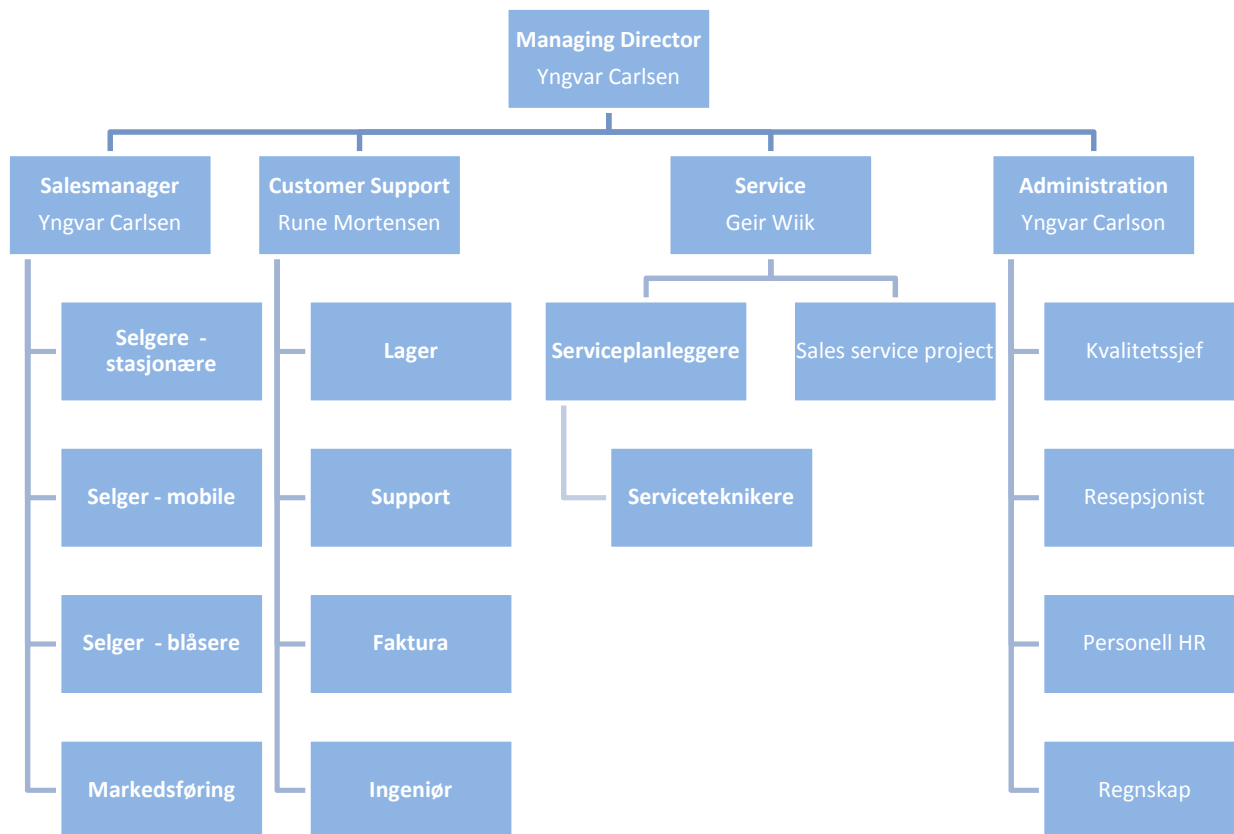 Managing Director
Yngvar Carlsen
Salesmanager
Yngvar Carlsen
Customer Support
Rune Mortensen
Service
Geir Wiik
Administration
Yngvar Carlson
Selgere  -
stasjonære
Lager
Serviceplanleggere
Sales service project
Kvalitetssjef
Selger - mobile
Support
Serviceteknikere
Resepsjonist
Selger  - blåsere
Faktura
Personell HR
Markedsføring
Ingeniør
Regnskap